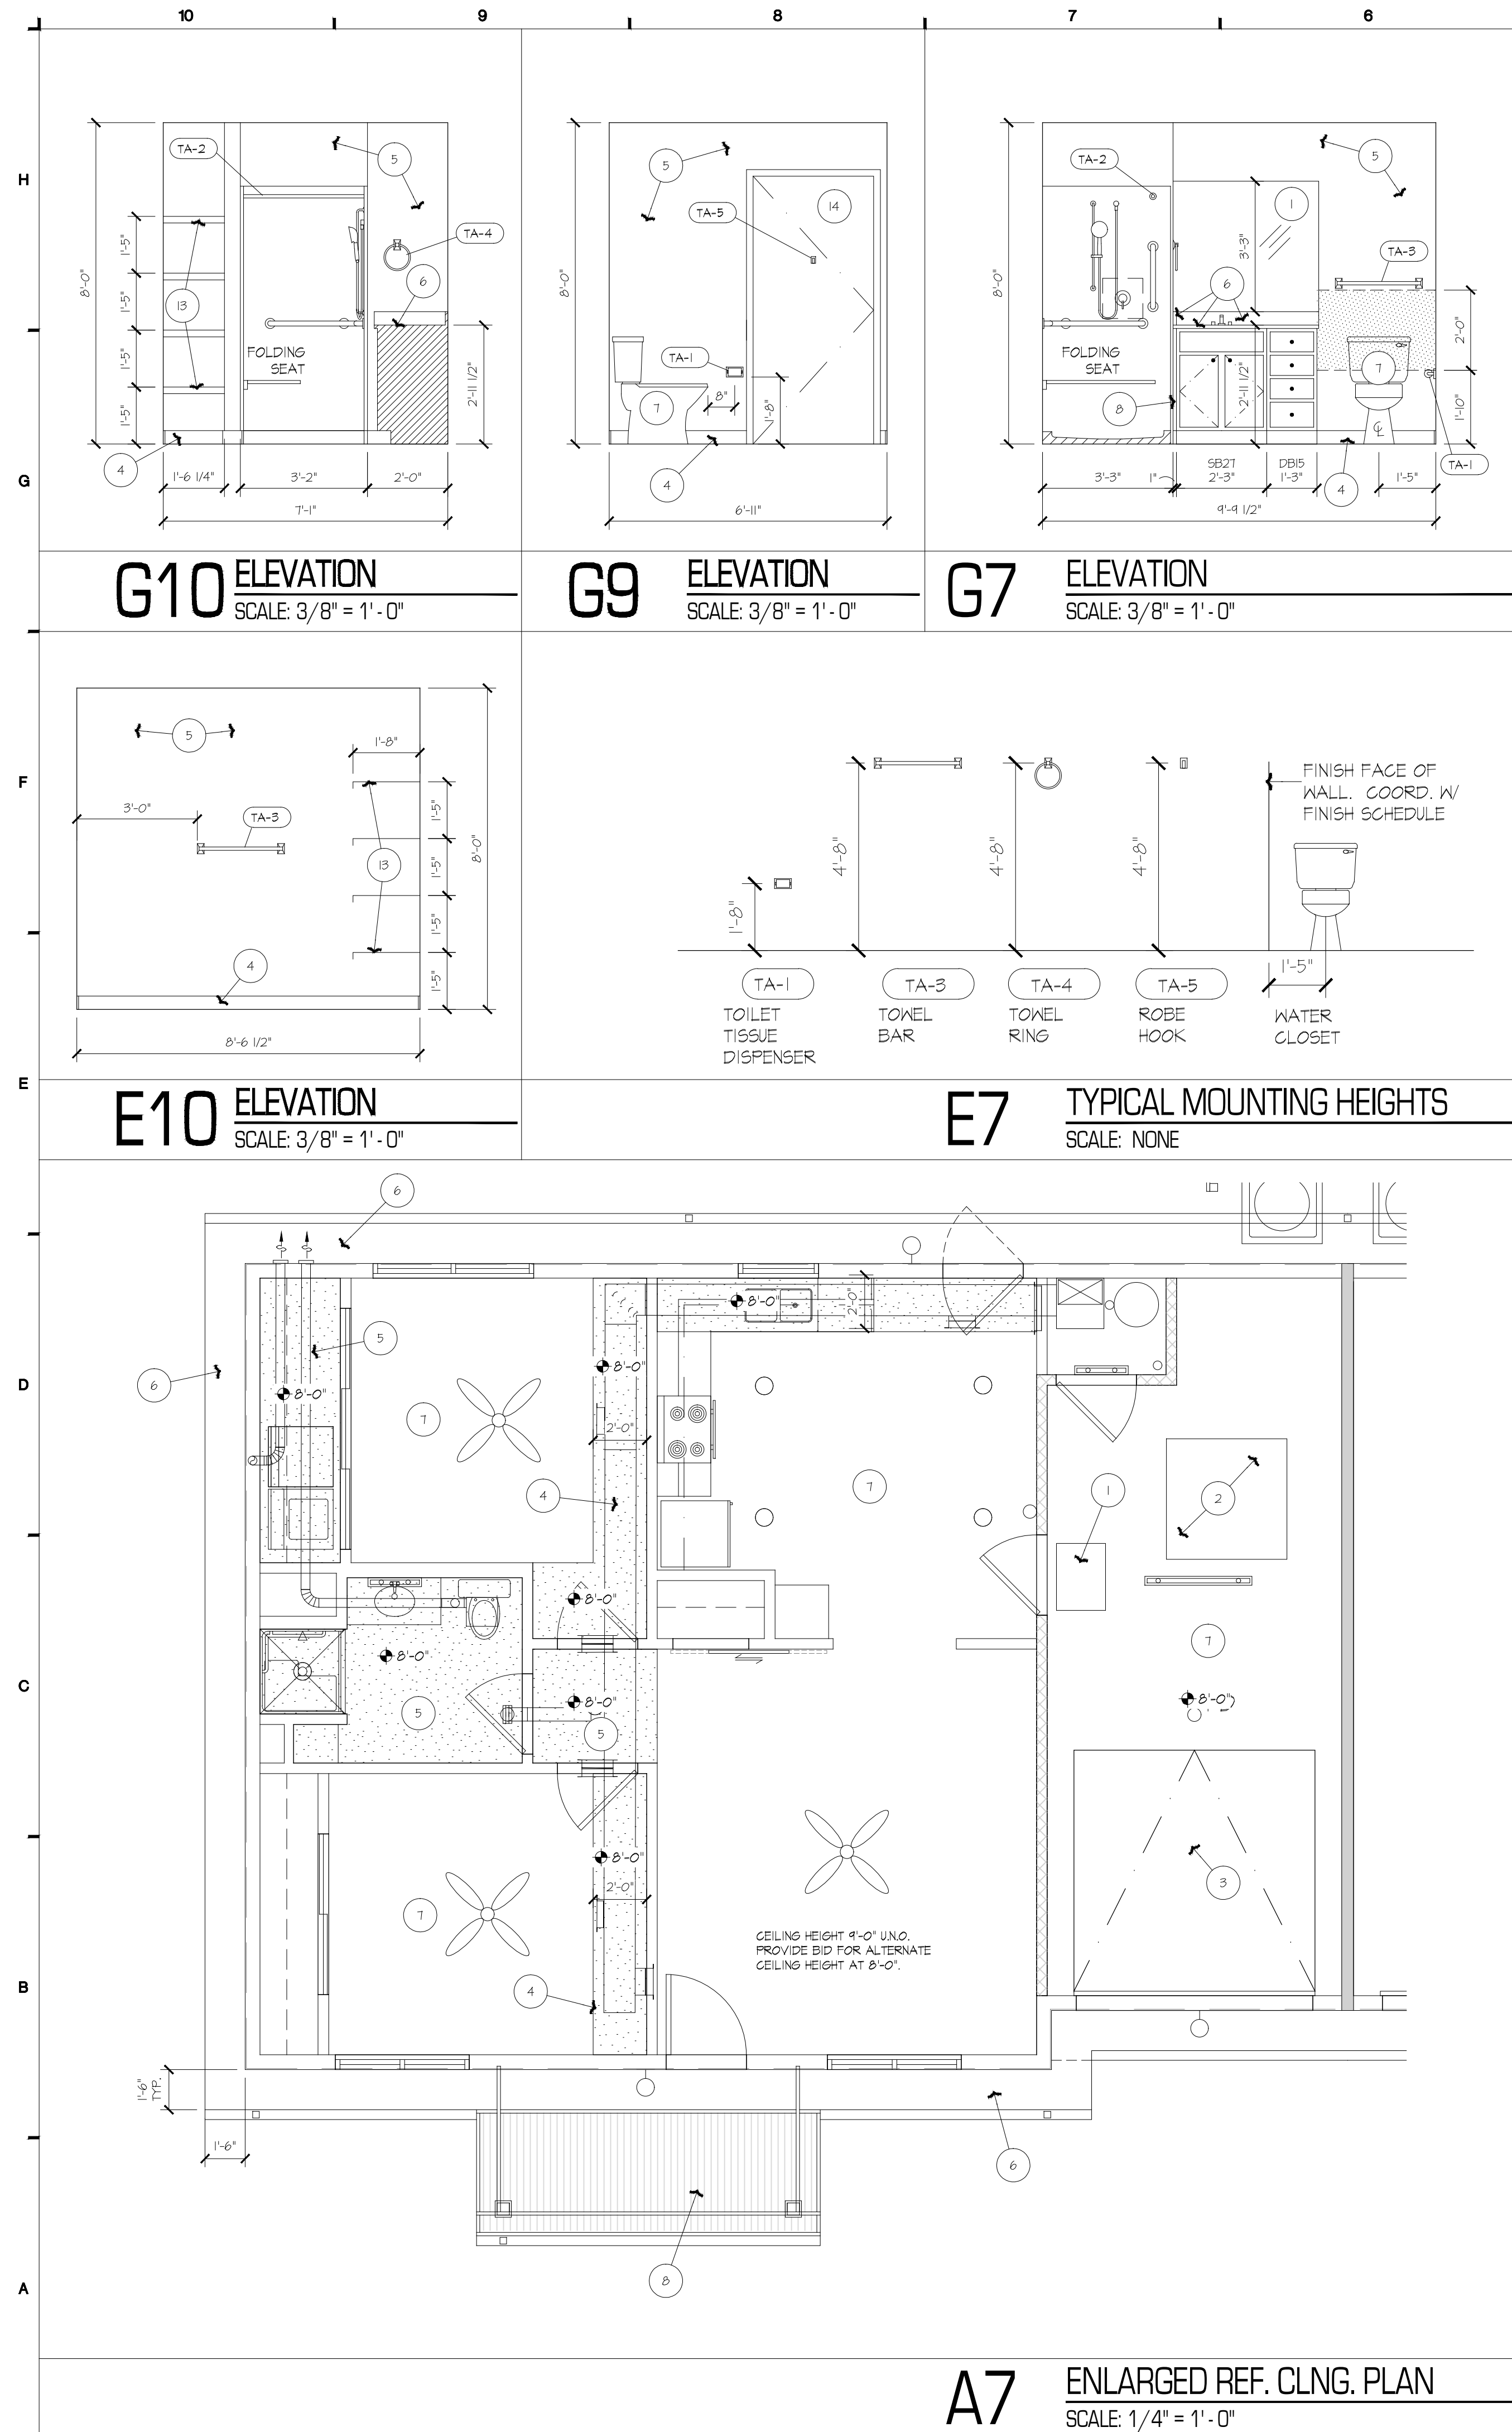 10 9 8 7 6
H
G
F
E
D
C
B
A
TA-2
5
TA-4
6
13
8'-0"
1'-5"
1'-5"
1'-5"
1'-5"
FOLDING
SEAT
2'-11 1/2"
4
1'-6 1/4" 3'-2" 2'-0"
7'-1"
G10 ELEVATION
SCALE: 3/8" = 1'-0"
5
14
TA-5
8'-0"
TA-1
7
8"
1'-8"
4
6'-11"
G9 ELEVATION
SCALE: 3/8" = 1'-0"
TA-2
5
1
3'-3"
TA-3
8'-0"
6
FOLDING
SEAT
2'-11 1/2"
7
2'-0"
8
1'-10"
℄
TA-1
SB27 DB15
3'-3" 1" 2'-3" 1'-3" 4 1'-5"
9'-9 1/2"
G7 ELEVATION
SCALE: 3/8" = 1'-0"
5
1'-8"
3'-0"
TA-3
13
1'-5"
1'-5"
1'-5"
1'-5"
8'-0"
4
8'-6 1/2"
E10 ELEVATION
SCALE: 3/8" = 1'-0"
FINISH FACE OF
WALL. COORD. W/
FINISH SCHEDULE
1'-8"
4'-8"
4'-8"
4'-8"
1'-5"
TA-1
TOILET
TISSUE
DISPENSER
TA-3
TOWEL
BAR
TA-4
TOWEL
RING
TA-5
ROBE
HOOK
WATER
CLOSET
E7 TYPICAL MOUNTING HEIGHTS
SCALE: NONE
6
8'-0"
2'-0"
5
8'-0"
6
8'-0"
7
2'-0"
4
7
1
2
8'-0"
7
8'-0"
8'-0"
8'-0"
5
5
3
8'-0"
2'-0"
7
CEILING HEIGHT 9'-0" U.N.O.
PROVIDE BID FOR ALTERNATE
CEILING HEIGHT AT 8'-0".
4
1'-6"
TYP.
1'-6"
6
8
A7 ENLARGED REF. CLNG. PLAN
SCALE: 1/4" = 1'-0"